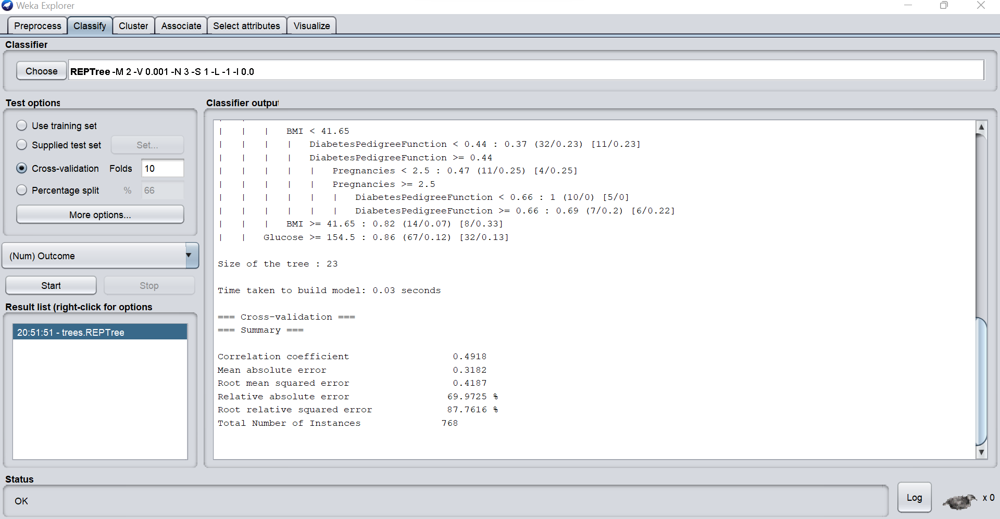 Weka Explorer
Preprocess Classify Cluster Associate Select attributes Visualize
Classifier
Choose REPTree -M 2 -V 0.001 -N 3 -S 1 -L -1 -I 0.0
Test options
Use training set
Supplied test set Set...
Cross-validation Folds 10
Percentage split % 66
More options...
(Num) Outcome
Start Stop
Result list (right-click for options
20:51:51 - trees.REPTree
Classifier output
| | | BMI < 41.65
| | | | DiabetesPedigreeFunction < 0.44 : 0.37 (32/0.23) [11/0.23]
| | | | DiabetesPedigreeFunction >= 0.44
| | | | | Pregnancies < 2.5 : 0.47 (11/0.25) [4/0.25]
| | | | | Pregnancies >= 2.5
| | | | | | DiabetesPedigreeFunction < 0.66 : 1 (10/0) [5/0]
| | | | | | DiabetesPedigreeFunction >= 0.66 : 0.69 (7/0.2) [6/0.22]
| | | BMI >= 41.65 : 0.82 (14/0.07) [8/0.33]
| | Glucose >= 154.5 : 0.86 (67/0.12) [32/0.13]
Size of the tree : 23
Time taken to build model: 0.03 seconds
=== Cross-validation ===
=== Summary ===
Correlation coefficient 0.4918
Mean absolute error 0.3182
Root mean squared error 0.4187
Relative absolute error 69.9725 %
Root relative squared error 87.7616 %
Total Number of Instances 768
Status
OK
Log x 0